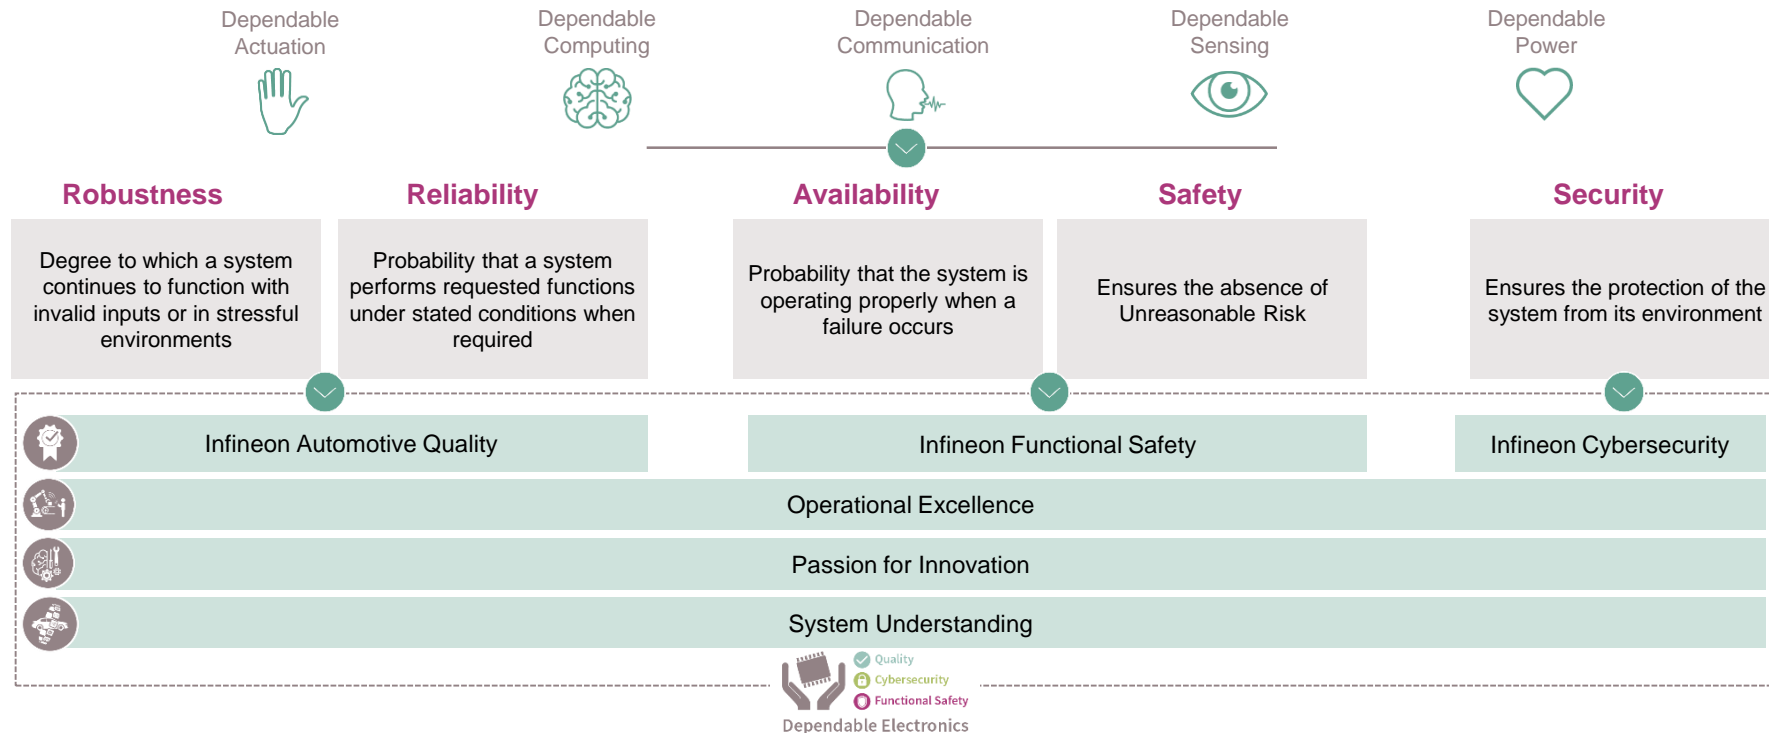 Dependable
Actuation
Dependable
Computing
Dependable
Communication
Dependable
Sensing
Dependable
Power
Robustness
Reliability
Availability
Safety
Security
Degree to which a system
continues to function with
invalid inputs or in stressful
environments
Probability that a system
performs requested functions
under stated conditions when
required
Probability that the system is
operating properly when a
failure occurs
Ensures the absence of
Unreasonable Risk
Ensures the protection of the
system from its environment
Infineon Automotive Quality
Infineon Functional Safety
Infineon Cybersecurity
Operational Excellence
Passion for Innovation
System Understanding
Quality
Cybersecurity
Functional Safety
Dependable Electronics